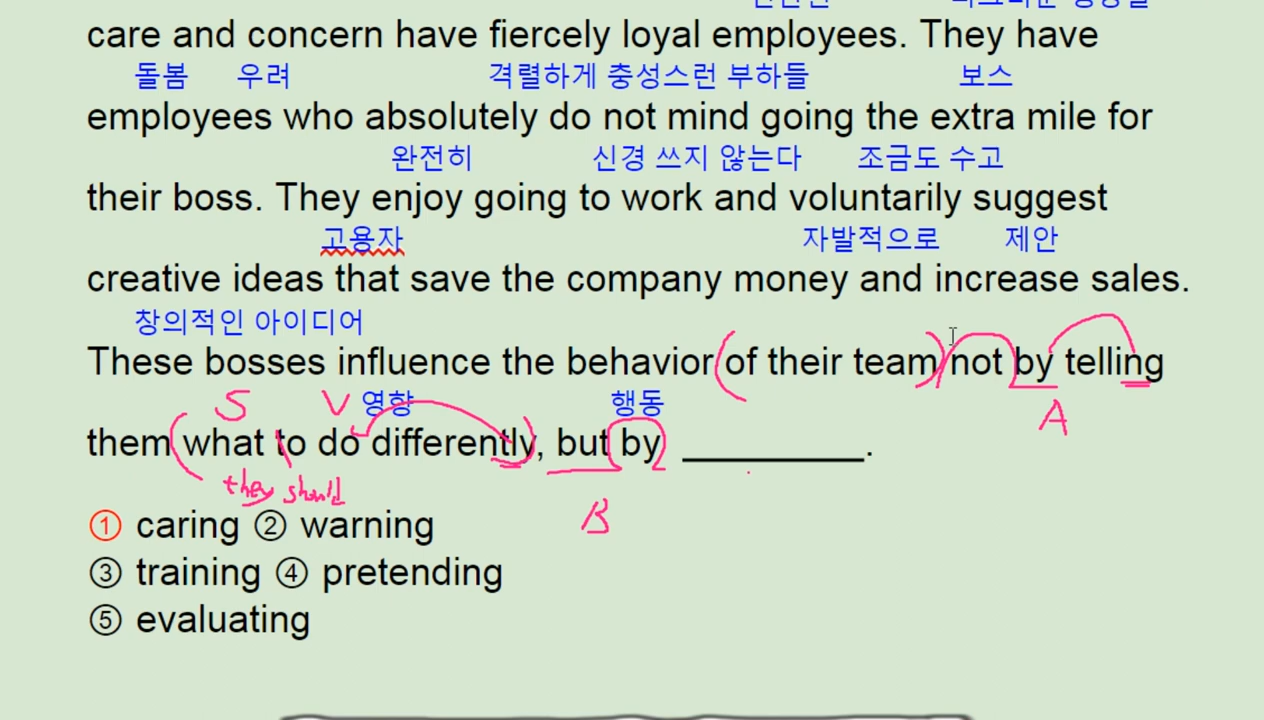 care and concern have fiercely loyal employees. They have
돌봄 우려 격렬하게 충성스런 부하들 보스
employees who absolutely do not mind going the extra mile for
완전히 신경 쓰지 않는다 조금도 수고
their boss. They enjoy going to work and voluntarily suggest
고용자 자발적으로 제안
creative ideas that save the company money and increase sales.
창의적인 아이디어
These bosses influence the behavior of their team not by telling
S V 영향 행동 A
them what to do differently, but by __________.
they should B
① caring ② warning
③ training ④ pretending
⑤ evaluating